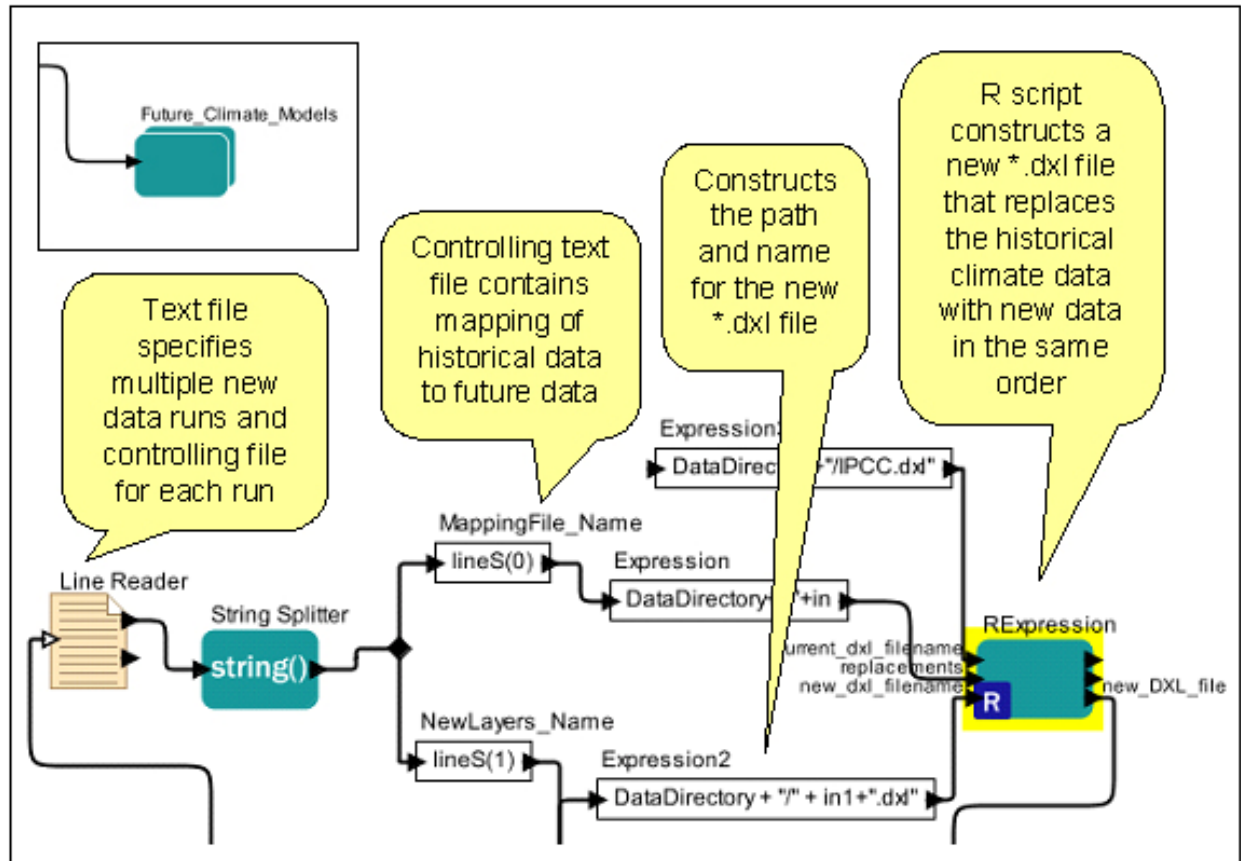 Future_Climate_Models
Text file
specifies
multiple new
data runs and
controlling file
for each run
Controlling text
file contains
mapping of
historical data
to future data
Constructs
the path
and name
for the new
*.dxl file
R script
constructs a
new *.dxl file
that replaces
the historical
climate data
with new data
in the same
order
Line Reader
String Splitter
string()
MappingFile_Name
lineS(0)
NewLayers_Name
lineS(1)
Expression
DataDirec +"/IPCC.dxl"
Expression
DataDirectory+ "+in
Expression2
DataDirectory + "/" + in1+".dxl"
RExpression
urrent_dxl_filename
replacements
new_dxl_filename
R
new_DXL_file